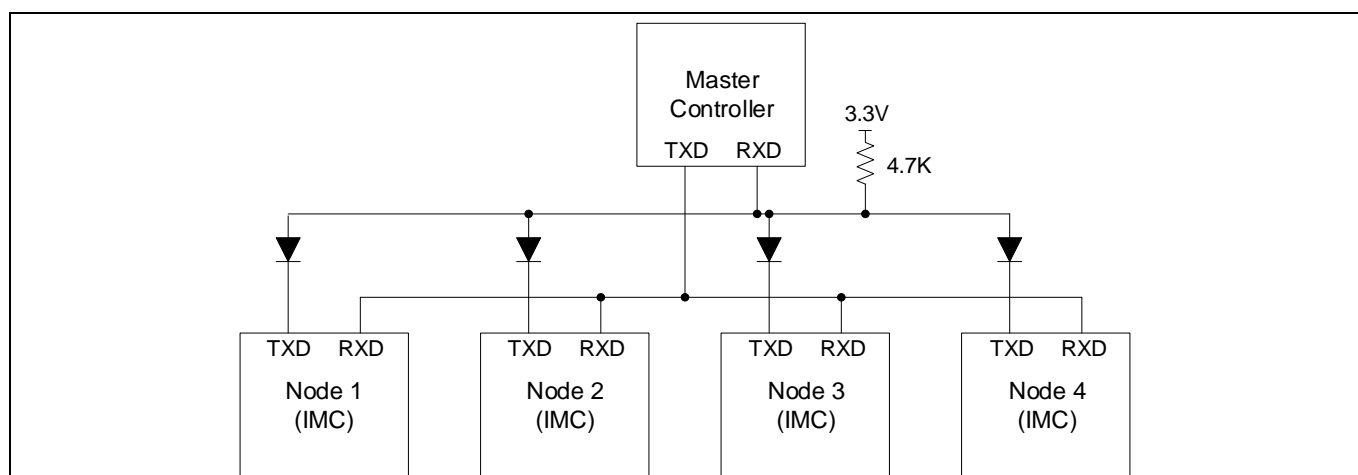 Master
Controller
TXD RXD
3.3V
4.7K
TXD RXD
Node 1
(IMC)
TXD RXD
Node 2
(IMC)
TXD RXD
Node 3
(IMC)
TXD RXD
Node 4
(IMC)